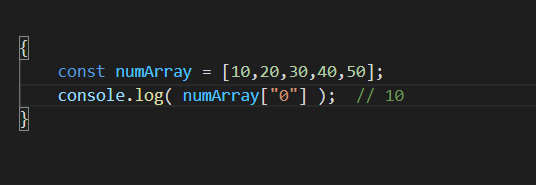 {
    const numArray = [10,20,30,40,50];
    console.log( numArray["0"] );  // 10
}